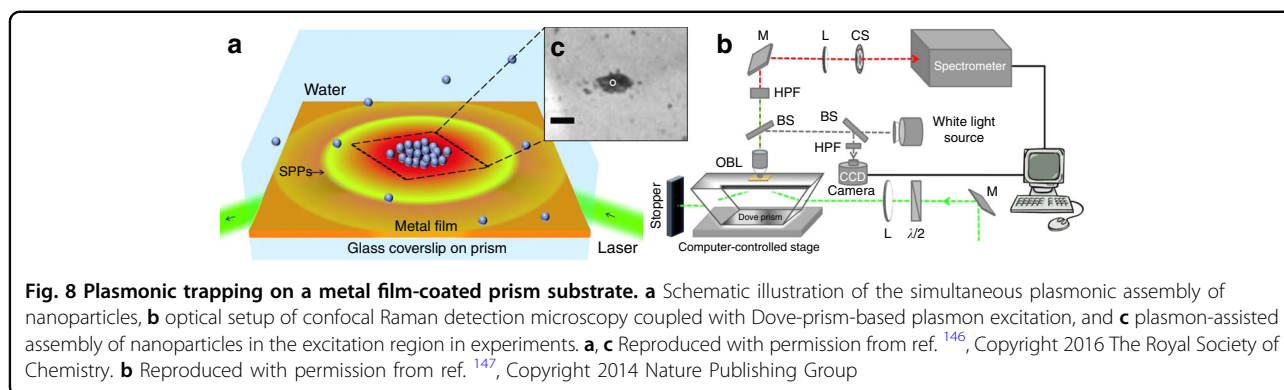 a
Water
SPPs
Metal film
Glass coverslip on prism
Laser
c
b
M
L
CS
Spectrometer
HPF
BS
BS
White light
source
HPF
OBL
CCD
Camera
Stopper
Dove prism
Computer-controlled stage
L
λ/2
M
Fig. 8 Plasmonic trapping on a metal film-coated prism substrate. a Schematic illustration of the simultaneous plasmonic assembly of
nanoparticles, b optical setup of confocal Raman detection microscopy coupled with Dove-prism-based plasmon excitation, and c plasmon-assisted
assembly of nanoparticles in the excitation region in experiments. a, c Reproduced with permission from ref. 146, Copyright 2016 The Royal Society of
Chemistry. b Reproduced with permission from ref. 147, Copyright 2014 Nature Publishing Group